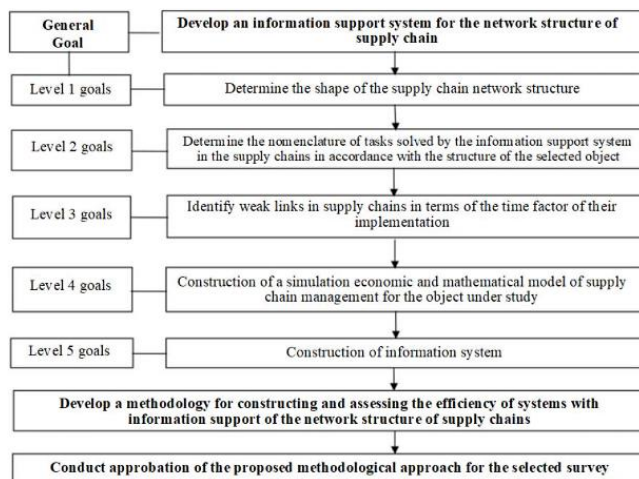 General
Goal
Develop an information support system for the network structure of
supply chain
Level 1 goals
Determine the shape of the supply chain network structure
Level 2 goals
Determine the nomenclature of tasks solved by the information support system
in the supply chains in accordance with the structure of the selected object
Level 3 goals
Identify weak links in supply chains in terms of the time factor of their
implementation
Level 4 goals
Construction of a simulation economic and mathematical model of supply
chain management for the object under study
Level 5 goals
Construction of information system
Develop a methodology for constructing and assessing the efficiency of systems with
information support of the network structure of supply chains
Conduct approbation of the proposed methodological approach for the selected survey